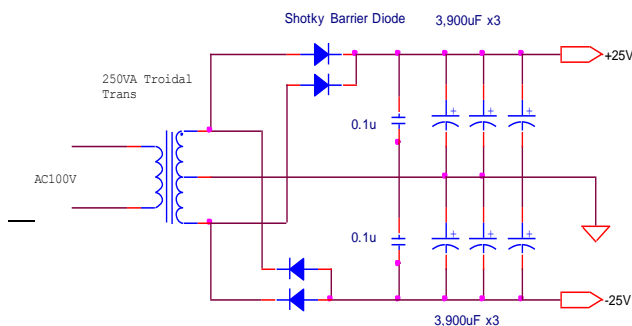 Shotky Barrier Diode
3,900uF x3
+25V
250VA Troidal
Trans
0.1u
+ + +
AC100V
0.1u
+ + +
-25V
3,900uF x3